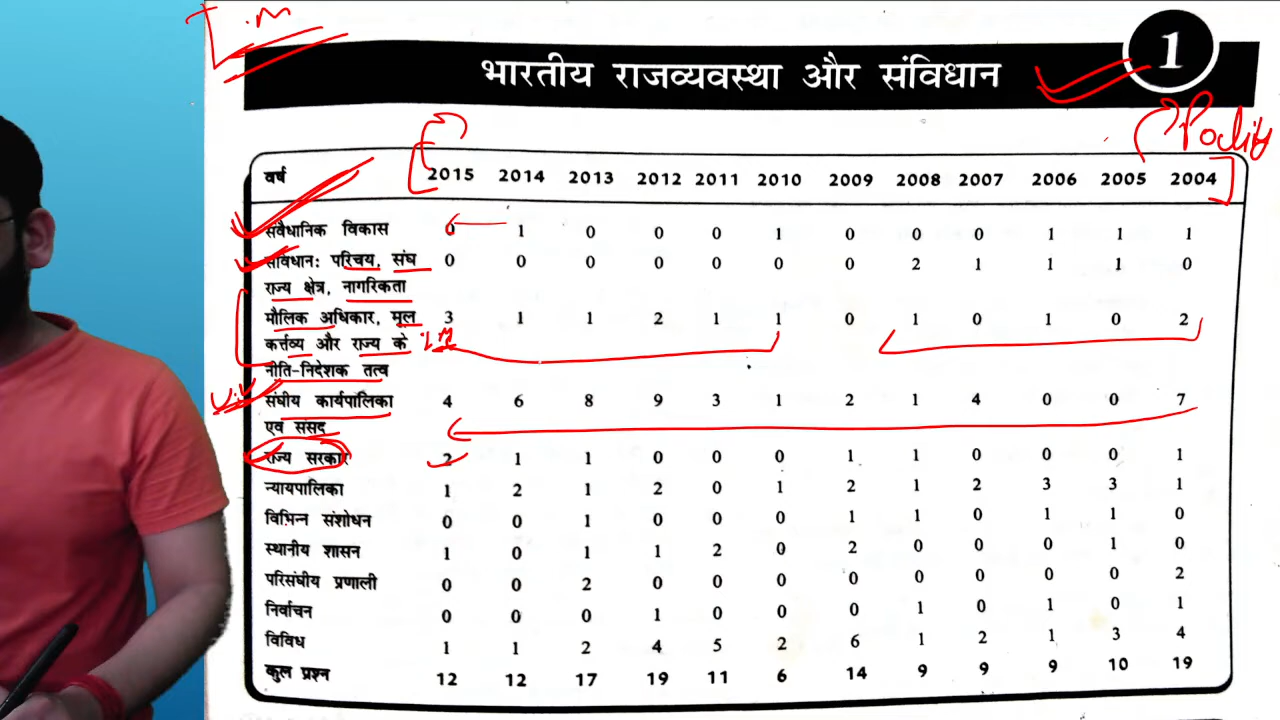 I.M
भारतीय राजव्यवस्था और संविधान 1
Polity
वर्ष 2015 2014 2013 2012 2011 2010 2009 2008 2007 2006 2005 2004
संवैधानिक विकास 0 1 0 0 0 1 0 0 0 1 1 1
संविधान: परिचय, संघ 0 0 0 0 0 0 0 2 1 1 1 0
राज्य क्षेत्र, नागरिकता
मौलिक अधिकार, मूल 3 1 1 2 1 1 0 1 0 1 0 2
कर्त्तव्य और राज्य के I.M
नीति-निदेशक तत्व
V.V
संघीय कार्यपालिका 4 6 8 9 3 1 2 1 4 0 0 7
एवं संसद
राज्य सरकार 2 1 1 0 0 0 1 1 0 0 0 1
न्यायपालिका 1 2 1 2 0 1 2 1 2 3 3 1
विभिन्न संशोधन 0 0 1 0 0 0 1 1 0 1 1 0
स्थानीय शासन 1 0 1 1 2 0 2 0 0 0 1 0
परिसंघीय प्रणाली 0 0 2 0 0 0 0 0 0 0 0 2
निर्वाचन 0 0 0 1 0 0 0 1 0 1 0 1
विविध 1 1 2 4 5 2 6 1 2 1 3 4
कुल प्रश्न 12 12 17 19 11 6 14 9 9 9 10 19